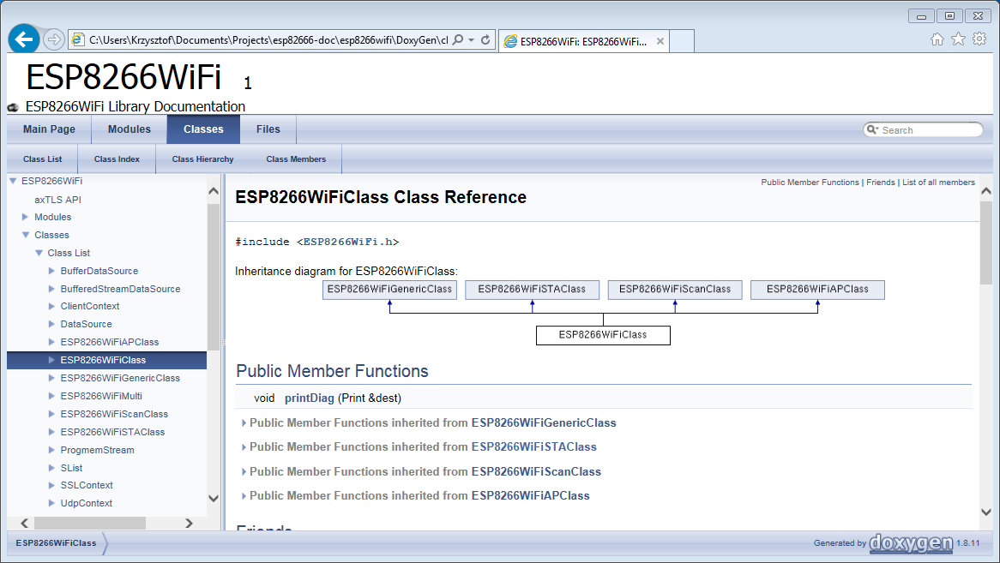 C:\Users\Krzysztof\Documents\Projects\esp82666-doc\esp8266wifi\DoxyGen\cl
ESP8266WiFi: ESP8266WiFi...
ESP8266WiFi 1
ESP8266WiFi Library Documentation
Main Page Modules Classes Files Search
Class List Class Index Class Hierarchy Class Members
ESP8266WiFi
axTLS API
Modules
Classes
Class List
BufferDataSource
BufferedStreamDataSource
ClientContext
DataSource
ESP8266WiFiAPClass
ESP8266WiFiClass
ESP8266WiFiGenericClass
ESP8266WiFiMulti
ESP8266WiFiScanClass
ESP8266WiFiSTAClass
ProgmemStream
SList
SSLContext
UdpContext
Public Member Functions | Friends | List of all members
ESP8266WiFiClass Class Reference
#include <ESP8266WiFi.h>
Inheritance diagram for ESP8266WiFiClass:
ESP8266WiFiGenericClass ESP8266WiFiSTAClass ESP8266WiFiScanClass ESP8266WiFiAPClass
ESP8266WiFiClass
Public Member Functions
void printDiag (Print &dest)
Public Member Functions inherited from ESP8266WiFiGenericClass
Public Member Functions inherited from ESP8266WiFiSTAClass
Public Member Functions inherited from ESP8266WiFiScanClass
Public Member Functions inherited from ESP8266WiFiAPClass
Friends
ESP8266WiFiClass
Generated by doxygen 1.8.11